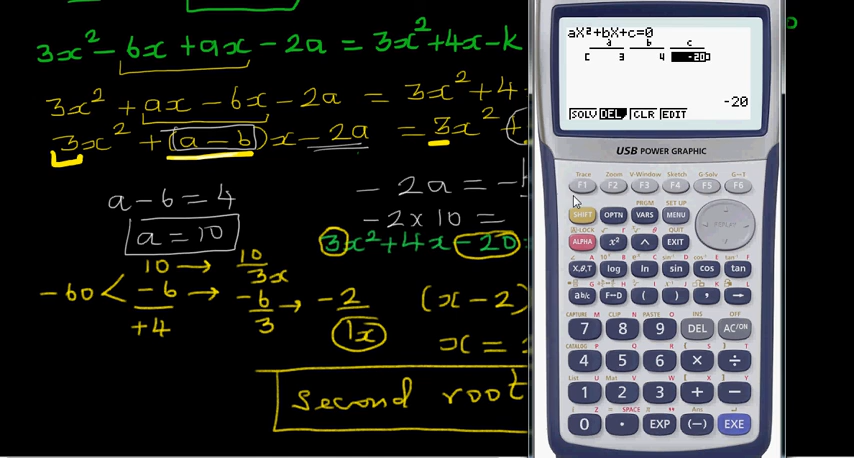 3x² - 6x + ax - 2a = 3x² + 4x - k
3x² + ax - 6x - 2a = 3x² + 4
3x² + (a - 6)x - 2a = 3x²
a - 6 = 4
a = 10
- 2a = -
- 2 x 10 =
3x² + 4x - 20
- 60 <
10 → 10/3x
-6 → -6/3 → -2/1x
+4
(x - 2)
x =
second root
aX²+bX+c=0
a b c
3 4 -20
-20
SOLV DEL CLR EDIT
USB POWER GRAPHIC
Trace Zoom V-Window Sketch G-Solv G↔T
F1 F2 F3 F4 F5 F6
PRGM SET UP
SHIFT OPTN VARS MENU
REPLAY
A-LOCK
ALPHA x² ^ EXIT
X,θ,T log ln sin cos tan
ab/c F↔D ( ) , →
CAPTURE PASTE INS OFF
7 8 9 DEL AC/ON
CATALOG
4 5 6 × ÷
List Mat
1 2 3 + −
SPACE Ans
0 . EXP (−) EXE